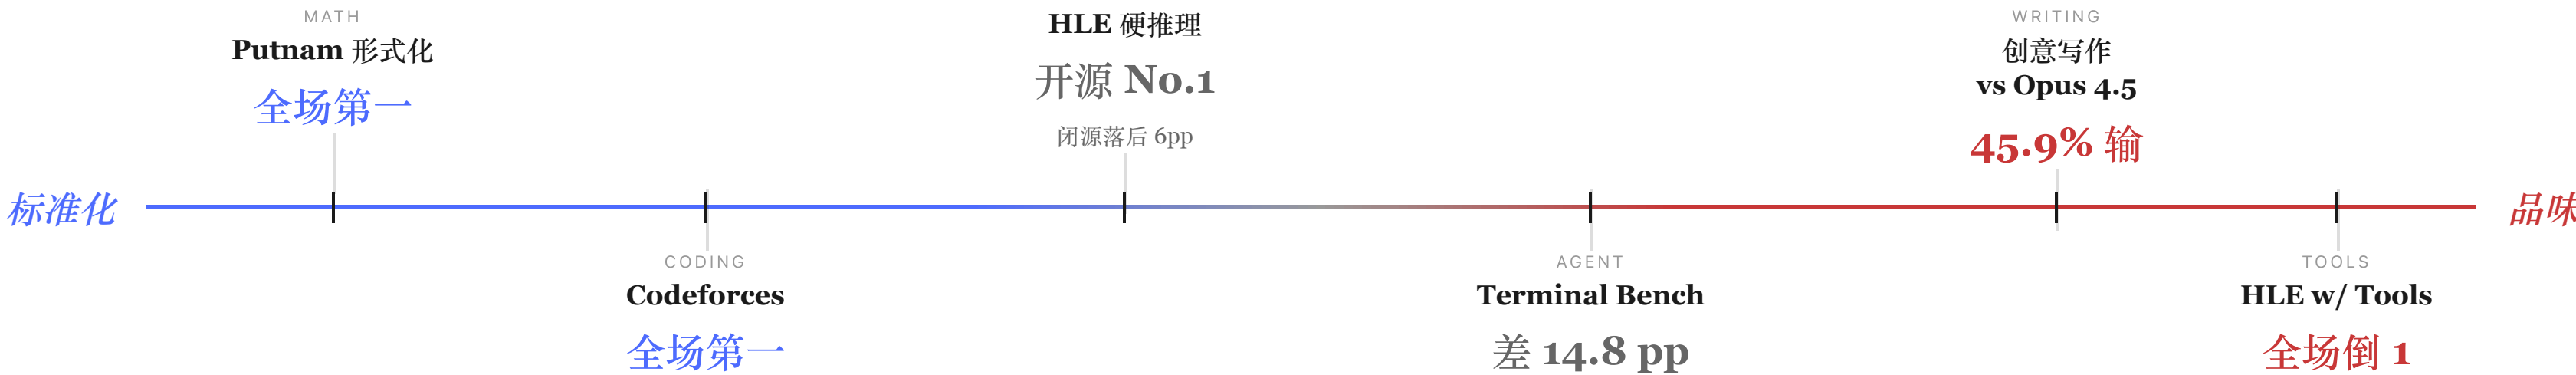 标准化
MATH
Putnam 形式化
全场第一
CODING
Codeforces
全场第一
HLE 硬推理
开源 No.1
闭源落后 6pp
AGENT
Terminal Bench
差 14.8 pp
WRITING
创意写作
vs Opus 4.5
45.9% 输
TOOLS
HLE w/ Tools
全场倒 1
品味